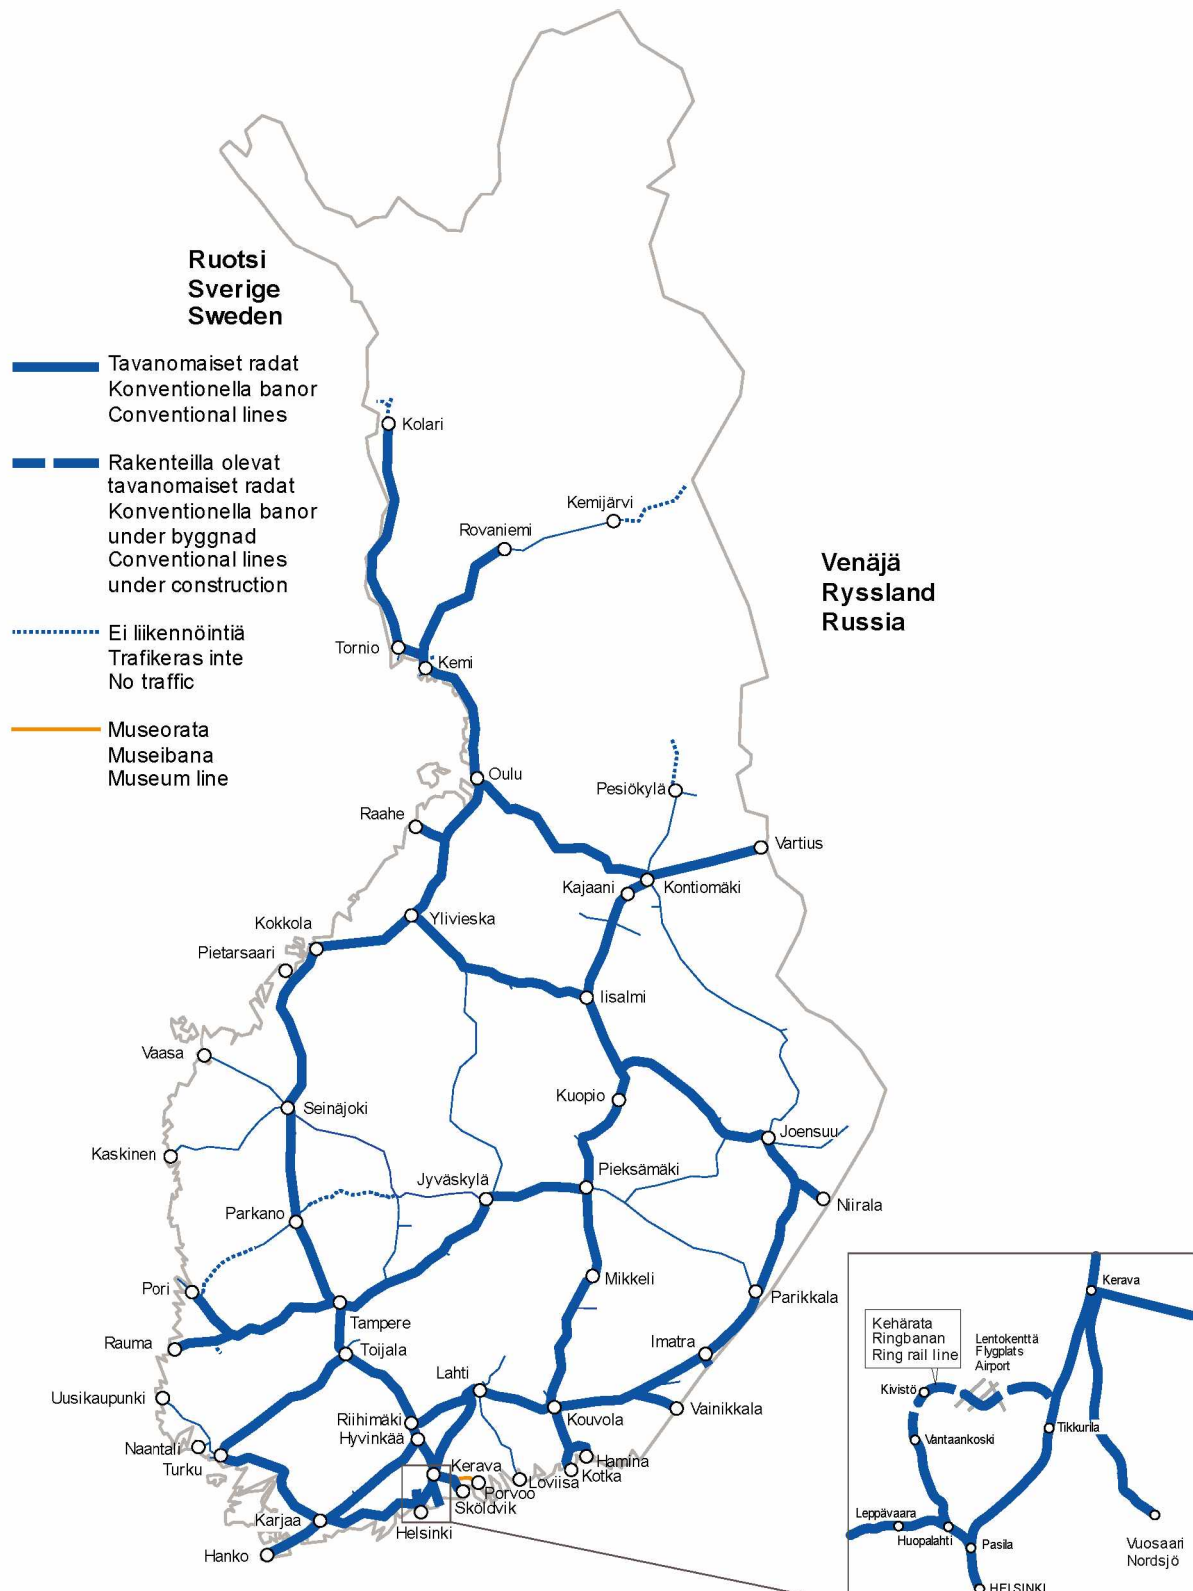 Ruotsi
Sverige
Sweden
Tavanomaiset radat
Konventionella banor
Conventional lines
Rakenteilla olevat
tavanomaiset radat
Konventionella banor
under byggnad
Conventional lines
under construction
Ei liikennöintiä
Trafikeras inte
No traffic
Museorata
Museibana
Museum line
Venäjä
Ryssland
Russia
Kolari
Kemijärvi
Rovaniemi
Tornio
Kemi
Oulu
Pesiökylä
Raahe
Vartius
Kajaani
Kontiomäki
Ylivieska
Kokkola
Pietarsaari
Iisalmi
Vaasa
Kuopio
Seinäjoki
Joensuu
Kaskinen
Pieksämäki
Jyväskylä
Niirala
Parkano
Mikkeli
Pori
Parikkala
Tampere
Rauma
Imatra
Toijala
Lahti
Uusikaupunki
Vainikkala
Riihimäki
Kouvola
Hyvinkää
Naantali
Turku
Kerava
Hamina
Kotka
Loviisa
Porvoo
Sköldvik
Karjaa
Helsinki
Hanko
Kerava
Kehärata
Ringbanan
Ring rail line
Lentokenttä
Flygplats
Airport
Kivistö
Tikkurila
Vantaankoski
Leppävaara
Huopalahti
Pasila
Vuosaari
Nordsjö
HELSINKI